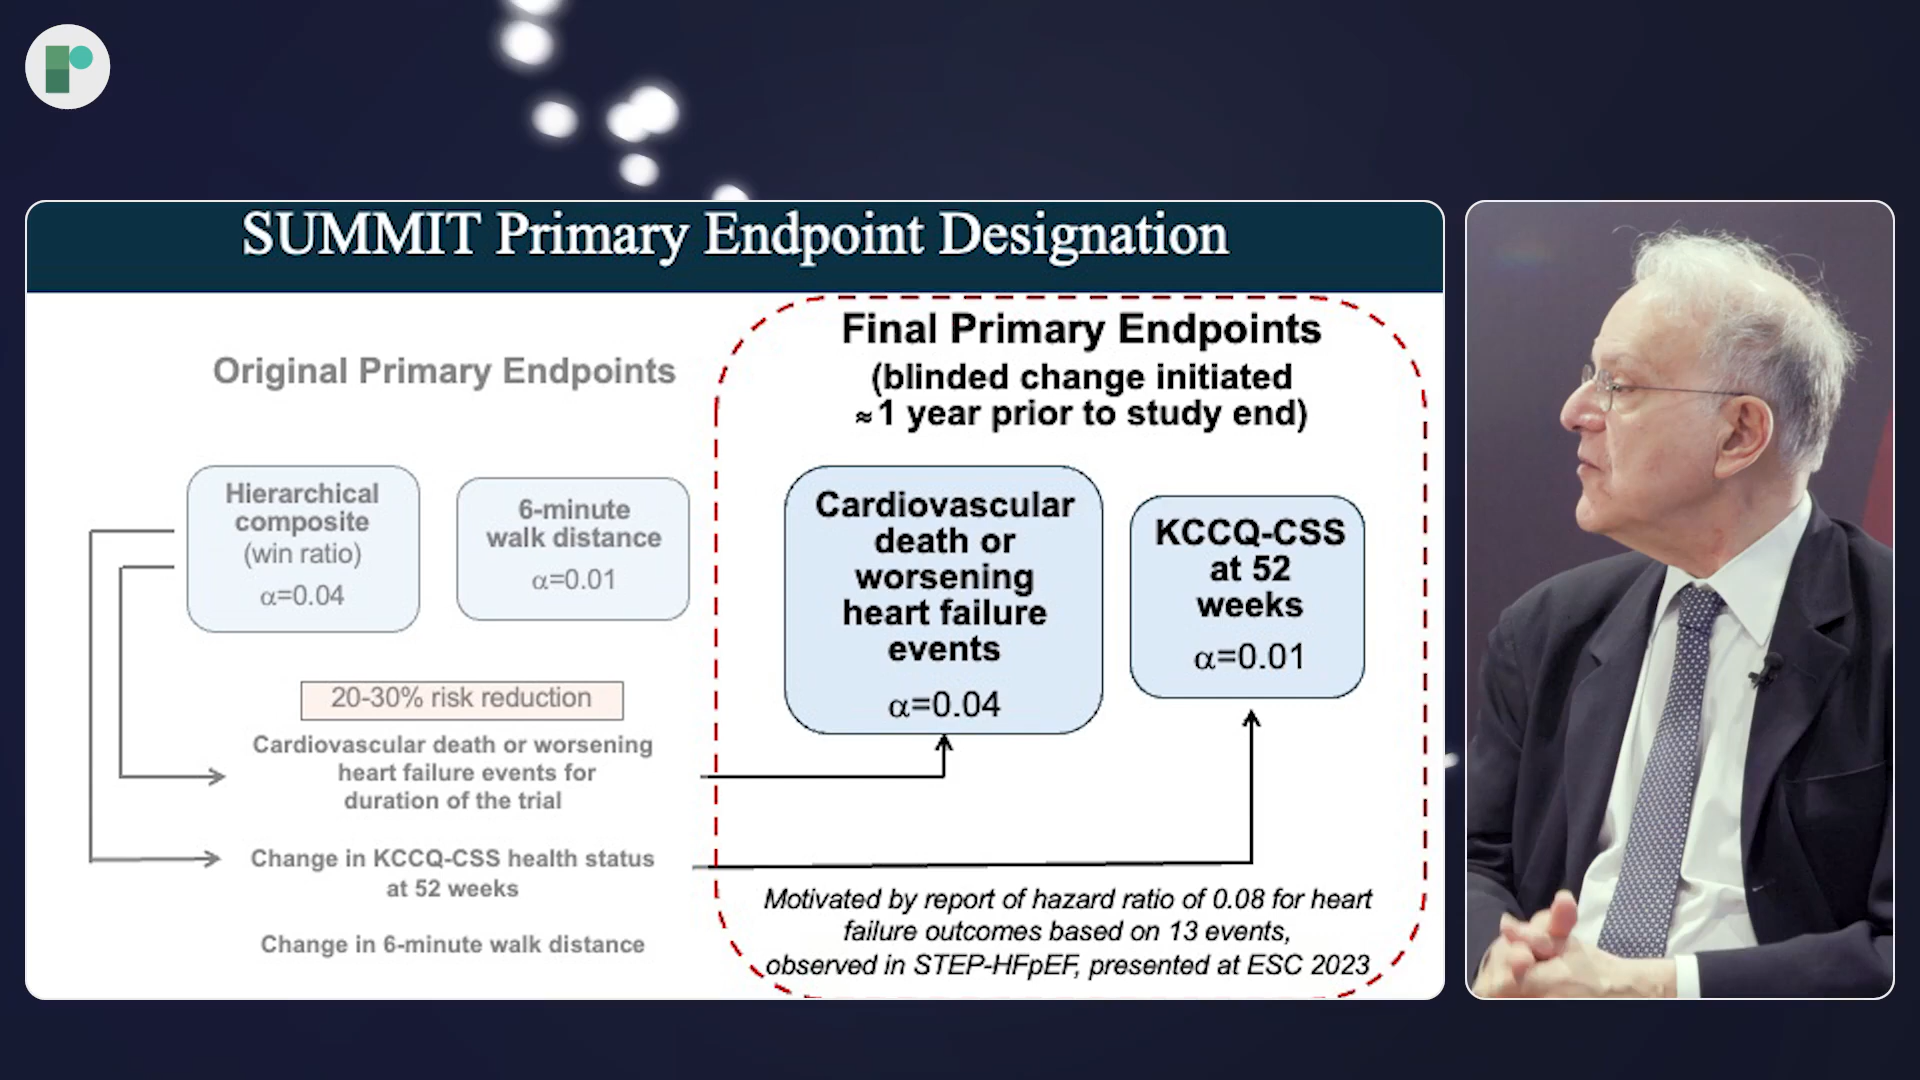 SUMMIT Primary Endpoint Designation
Original Primary Endpoints
Hierarchical
composite
(win ratio)
α=0.04
6-minute
walk distance
α=0.01
20-30% risk reduction
Cardiovascular death or worsening
heart failure events for
duration of the trial
Change in KCCQ-CSS health status
at 52 weeks
Change in 6-minute walk distance
Final Primary Endpoints
(blinded change initiated
≈1 year prior to study end)
Cardiovascular
death or
worsening
heart failure
events
α=0.04
KCCQ-CSS
at 52
weeks
α=0.01
Motivated by report of hazard ratio of 0.08 for heart
failure outcomes based on 13 events,
observed in STEP-HFpEF, presented at ESC 2023